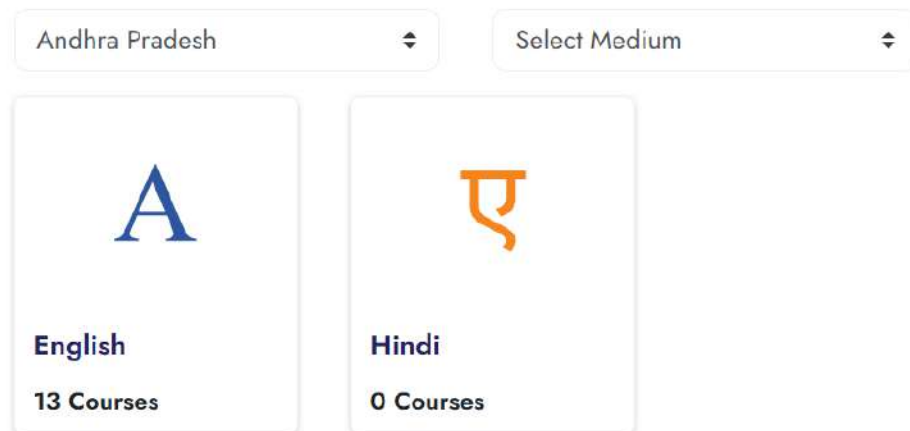 Andhra Pradesh
Select Medium
A
ए
English
Hindi
13 Courses
0 Courses